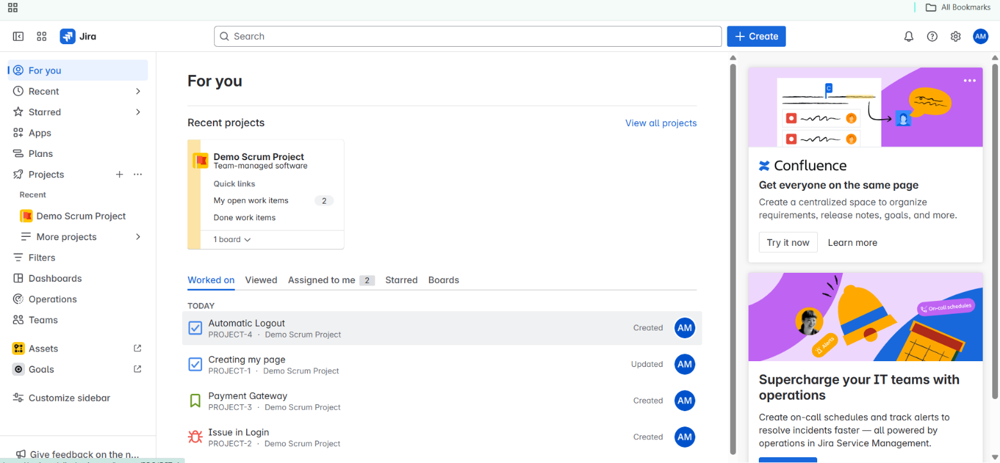 All Bookmarks
Jira
Search
Create
AM
For you
Recent
Starred
Apps
Plans
Projects
Recent
Demo Scrum Project
More projects
Filters
Dashboards
Operations
Teams
Assets
Goals
Customize sidebar
Give feedback on the n...
For you
Recent projects
View all projects
Demo Scrum Project
Team-managed software
Quick links
My open work items 2
Done work items
1 board
Worked on Viewed Assigned to me 2 Starred Boards
TODAY
Automatic Logout
PROJECT-4 · Demo Scrum Project
Created AM
Creating my page
PROJECT-1 · Demo Scrum Project
Updated AM
Payment Gateway
PROJECT-3 · Demo Scrum Project
Created AM
Issue in Login
PROJECT-2 · Demo Scrum Project
Created AM
C
Confluence
Get everyone on the same page
Create a centralized space to organize
requirements, release notes, goals, and more.
Try it now Learn more
On-call schedules
Alerts
Supercharge your IT teams with
operations
Create on-call schedules and track alerts to
resolve incidents faster — all powered by
operations in Jira Service Management.